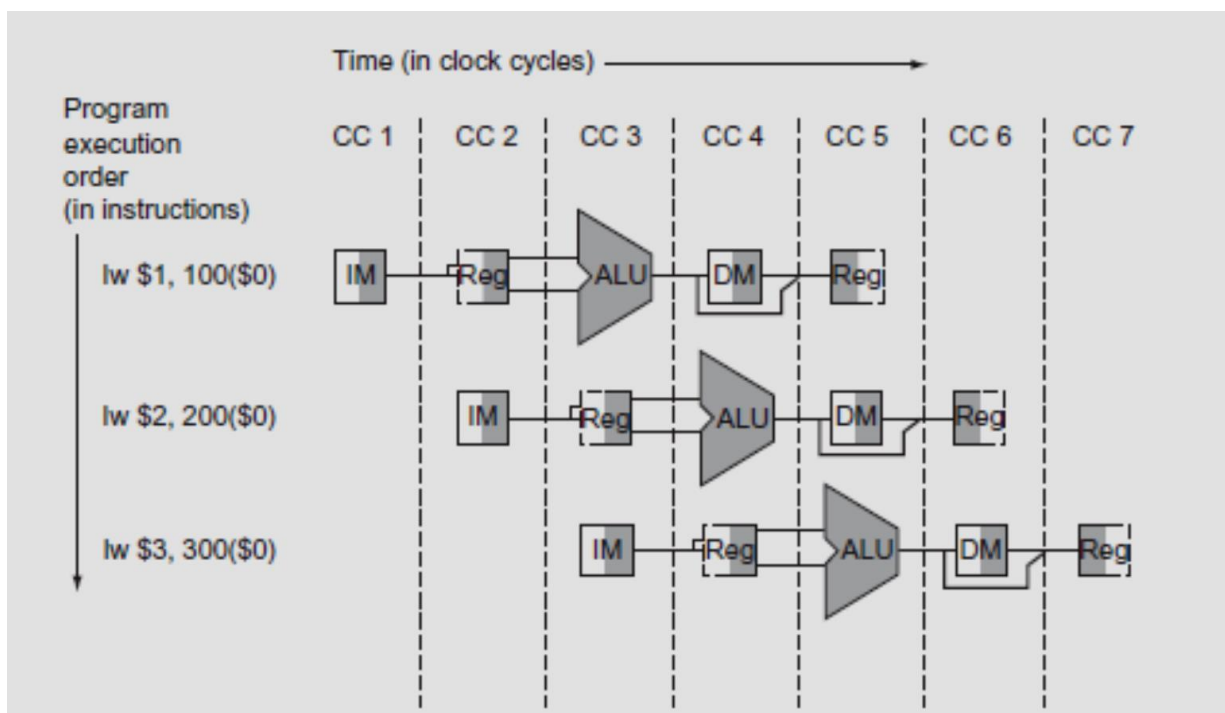 Time (in clock cycles)
Program
execution
order
(in instructions)
CC 1 CC 2 CC 3 CC 4 CC 5 CC 6 CC 7
lw $1, 100($0) IM Reg ALU DM Reg
lw $2, 200($0) IM Reg ALU DM Reg
lw $3, 300($0) IM Reg ALU DM Reg